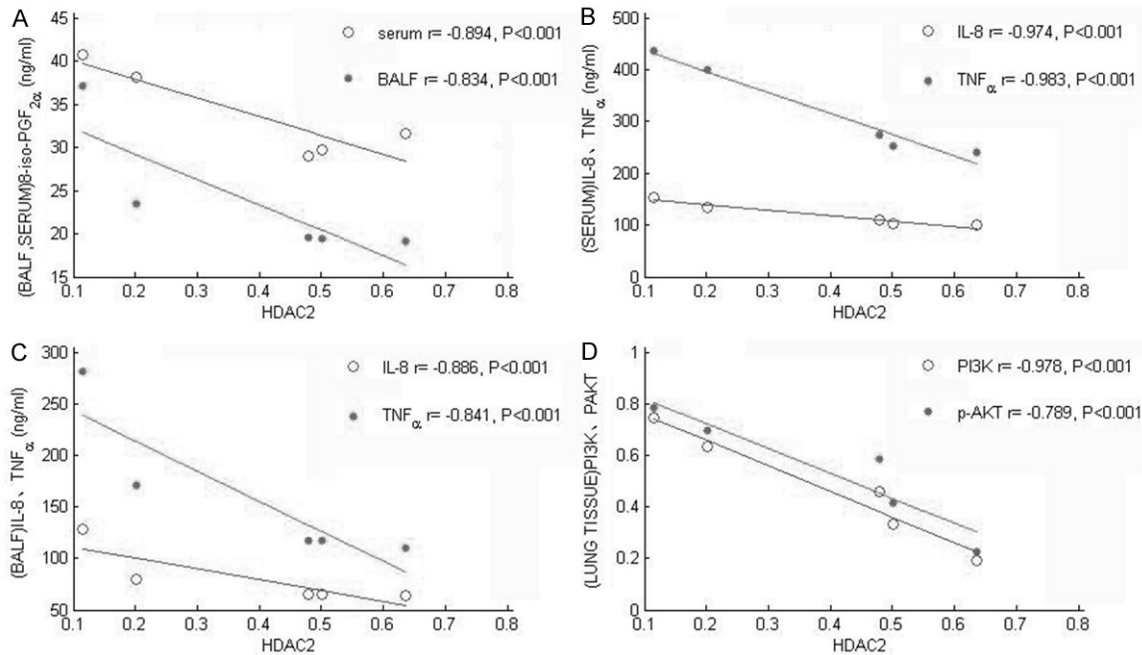 A
45
40
35
30
25
20
15
(BALF,SERUM)8-iso-PGF2α (ng/ml)
serum r= -0.894, P<0.001
BALF r= -0.834, P<0.001
0.1 0.2 0.3 0.4 0.5 0.6 0.7 0.8
HDAC2
B
500
400
300
200
100
0
(SERUM)IL-8、TNFα (ng/ml)
IL-8 r= -0.974, P<0.001
TNFα r= -0.983, P<0.001
0.1 0.2 0.3 0.4 0.5 0.6 0.7 0.8
HDAC2
C
300
250
200
150
100
50
(BALF)IL-8、TNFα (ng/ml)
IL-8 r= -0.886, P<0.001
TNFα r= -0.841, P<0.001
0.1 0.2 0.3 0.4 0.5 0.6 0.7 0.8
HDAC2
D
1
0.8
0.6
0.4
0.2
0
(LUNG TISSUE)PI3K、PAKT
PI3K r= -0.978, P<0.001
p-AKT r= -0.789, P<0.001
0.1 0.2 0.3 0.4 0.5 0.6 0.7 0.8
HDAC2